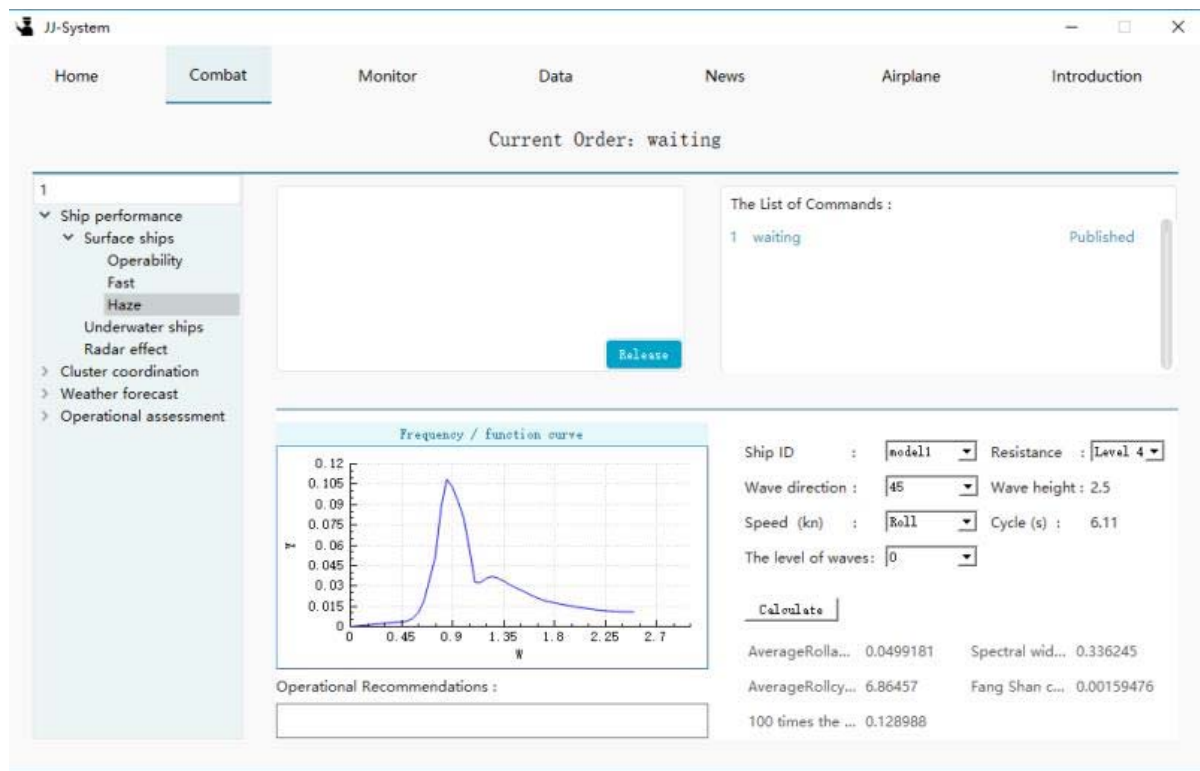 JJ-System
Home Combat Monitor Data News Airplane Introduction
Current Order: waiting
1
Ship performance
Surface ships
Operability
Fast
Haze
Underwater ships
Radar effect
Cluster coordination
Weather forecast
Operational assessment
Release
The List of Commands :
1 waiting Published
Frequency / function curve
0.12
0.105
0.09
0.075
0.06
0.045
0.03
0.015
0
Y
0 0.45 0.9 1.35 1.8 2.25 2.7
W
Operational Recommendations :
Ship ID : model1 Resistance : Level 4
Wave direction : 45 Wave height : 2.5
Speed (kn) : Roll Cycle (s) : 6.11
The level of waves: 0
Calculate
AverageRolla... 0.0499181 Spectral wid... 0.336245
AverageRollcy... 6.86457 Fang Shan c... 0.00159476
100 times the ... 0.128988